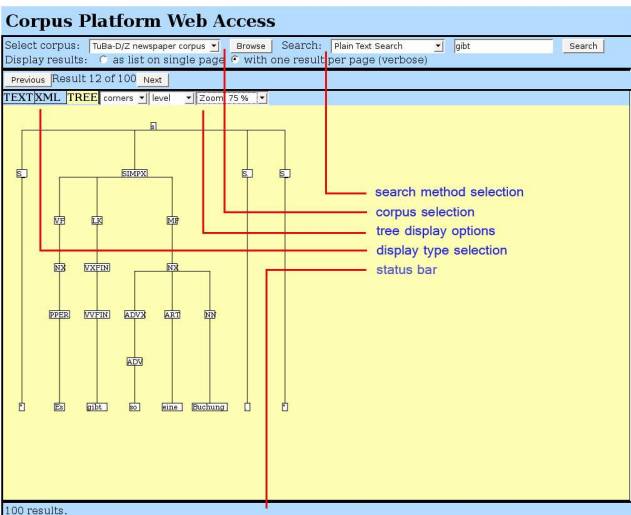 Corpus Platform Web Access
Select corpus: TuBa-D/Z newspaper corpus Browse Search: Plain Text Search gibt Search
Display results: as list on single page with one result per page (verbose)
Previous Result 12 of 100 Next
TEXT XML TREE corners level Zoom: 75 %
s
S_ SIMPX S_ S_
search method selection
corpus selection
VF LK MF
tree display options
display type selection
NX VXFIN NX
status bar
PPER VVFIN ADVX ART NN
ADV
" Es gibt so eine Buchung . "
100 results.